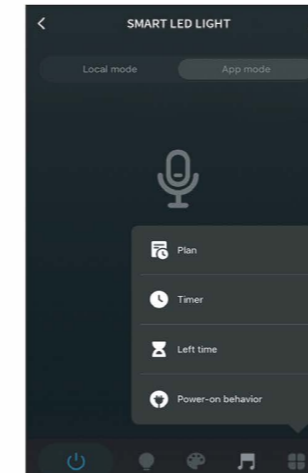 SMART LED LIGHT
Local mode
App mode
Plan
Timer
Left time
Power-on behavior